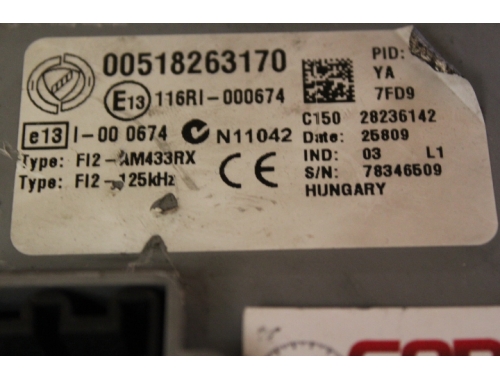 00518263170
PID:
YA
7FD9
E13 116RI-000674
C150 28236142
e13 I-00 0674 N11042 Date: 25809
Type: FI2-AM433RX
IND: 03 L1
Type: FI2-125kHz
CE
S/N: 78346509
HUNGARY